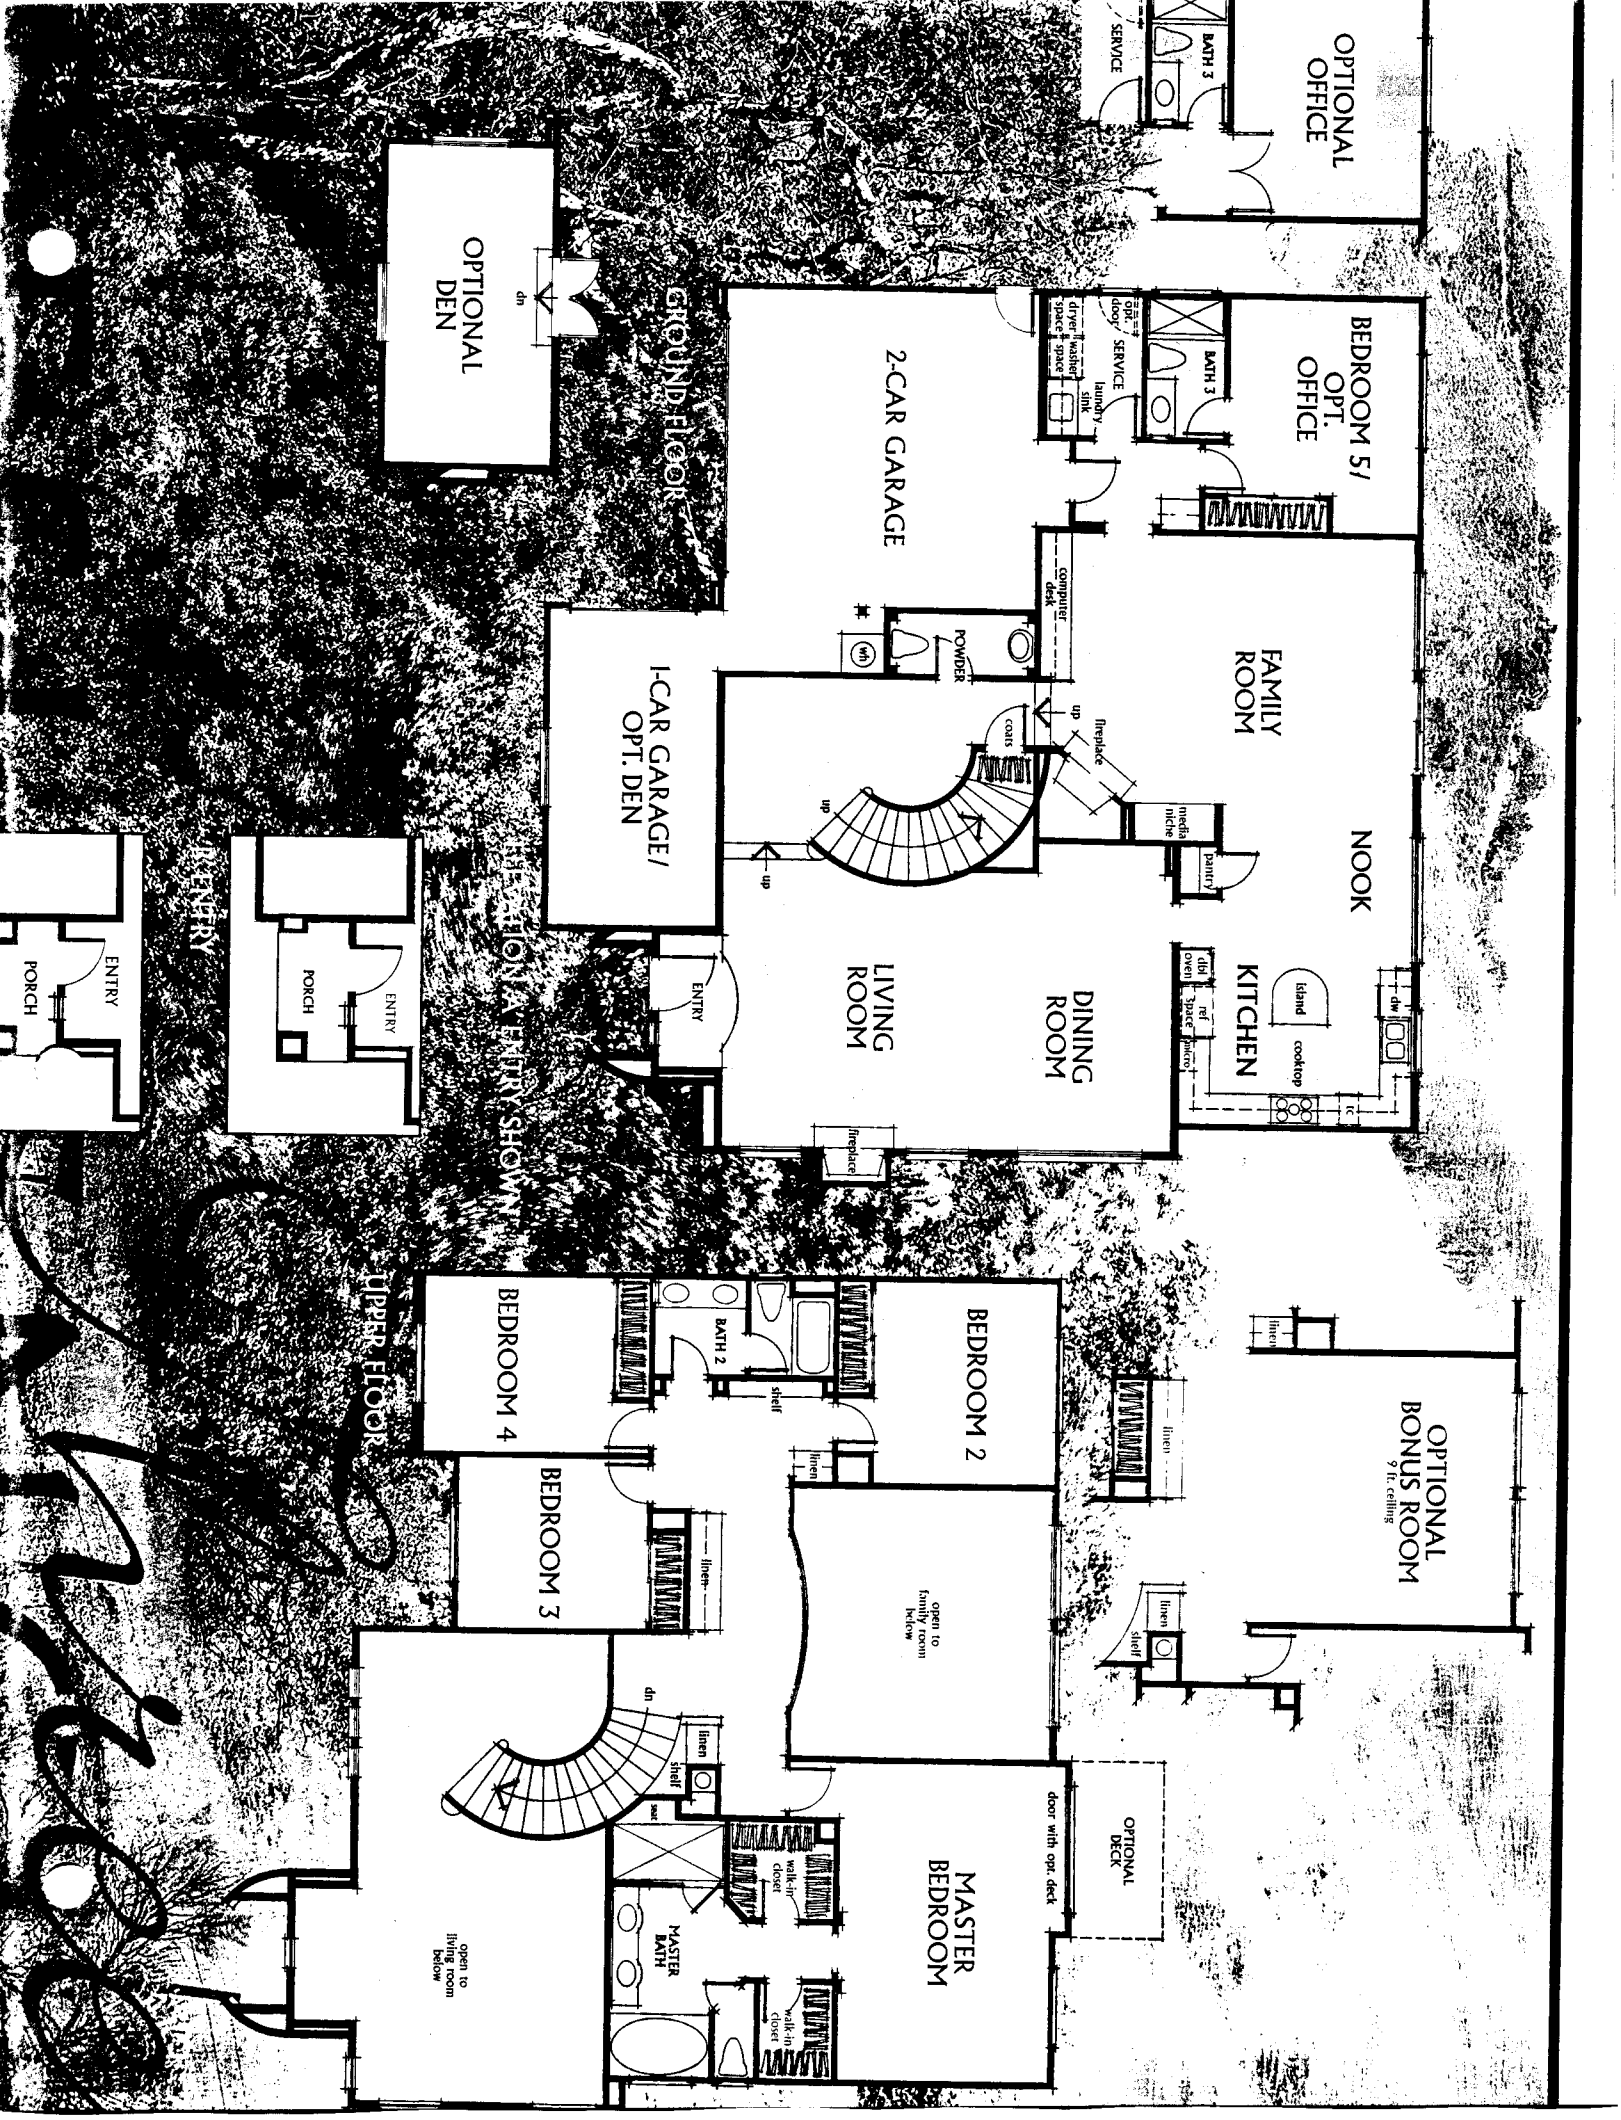 OPTIONAL
OFFICE
BATH 3
SERVICE
BEDROOM 5/
OPT.
OFFICE
BATH 3
opt.
door
SERVICE
dryer
space
washer
space
laundry
sink
FAMILY
ROOM
NOOK
KITCHEN
island
dw
cooktop
tc
pantry
dbl
oven
ref
space
micro
media
niche
fireplace
up
computer
desk
2-CAR GARAGE
POWDER
wh
coats
up
up
DINING
ROOM
LIVING
ROOM
fireplace
ENTRY
1-CAR GARAGE/
OPT. DEN
GROUND FLOOR
OPTIONAL
DEN
dn
ENTRY
PORCH
ENTRY
PORCH
OPTIONAL
BONUS ROOM
9 ft. ceiling
linen
linen
linen
shelf
OPTIONAL
DECK
door with opt. deck
BEDROOM 2
open to
family room
below
MASTER
BEDROOM
shelf
linen
BATH 2
linen
linen
shelf
seat
dn
walk-in
closet
walk-in
closet
MASTER
BATH
BEDROOM 4
BEDROOM 3
open to
living room
below
UPPER FLOOR